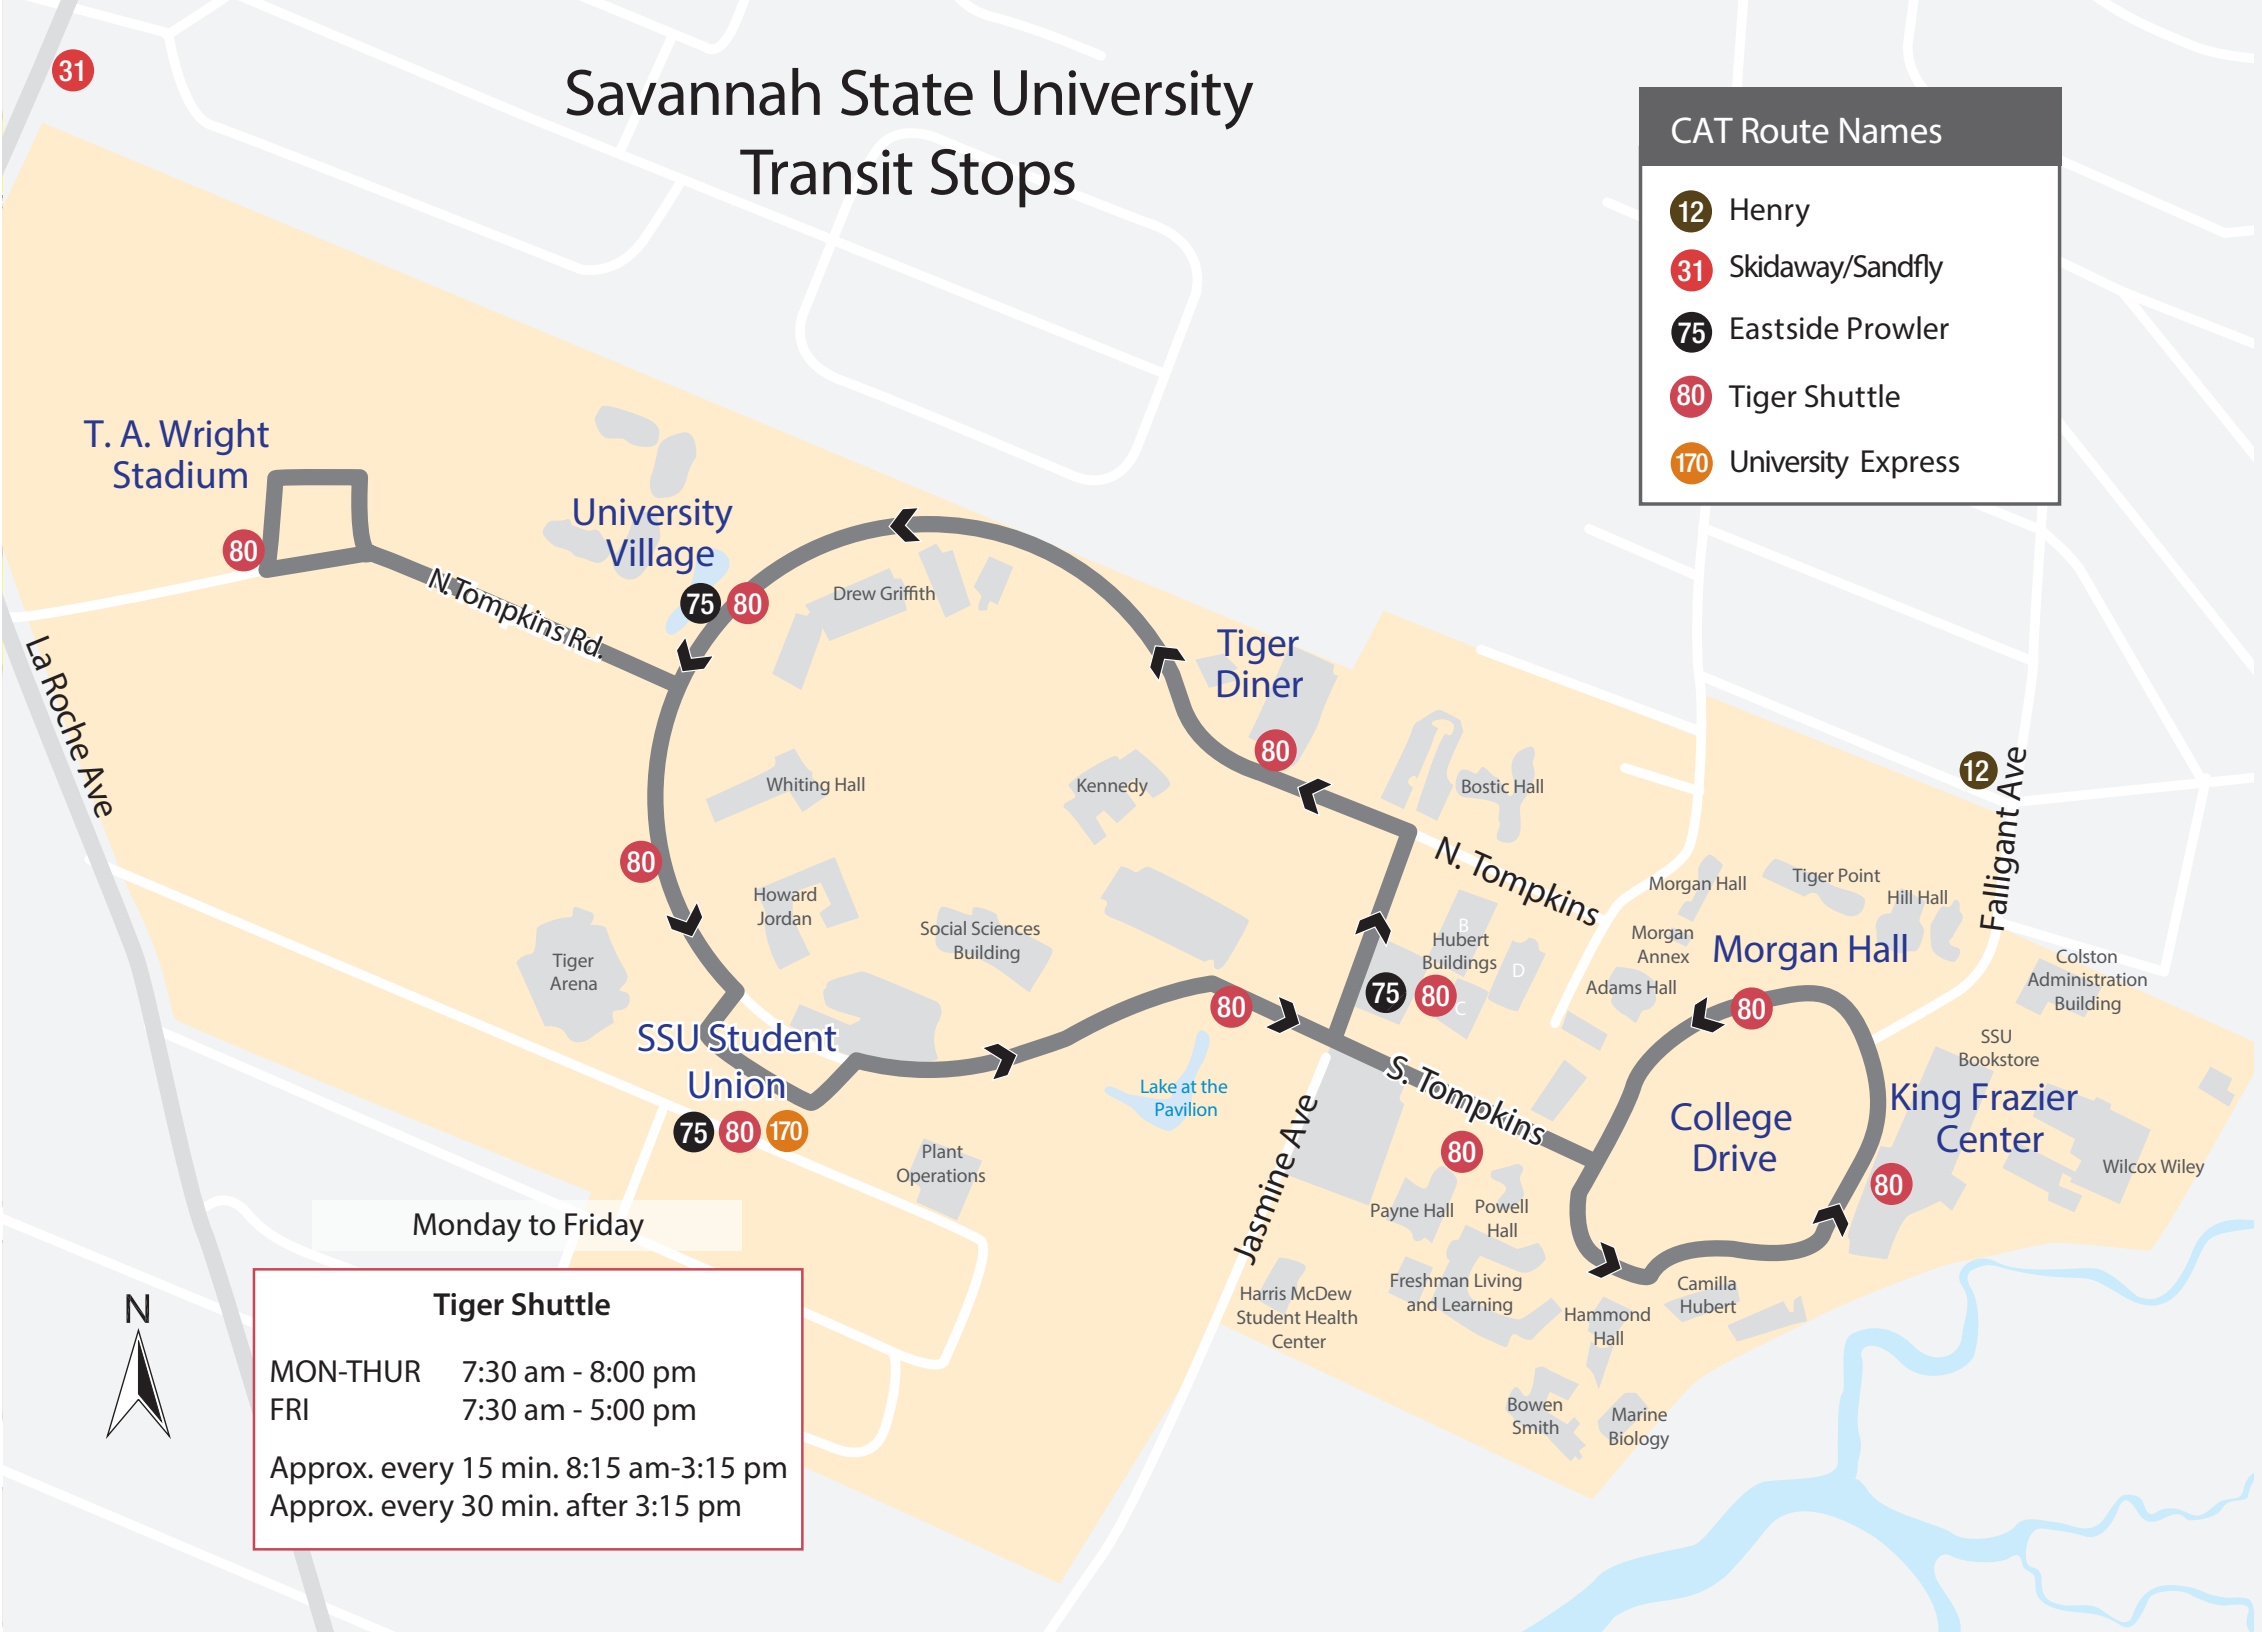 Savannah State University
Transit Stops
31
CAT Route Names
12 Henry
31 Skidaway/Sandfly
75 Eastside Prowler
80 Tiger Shuttle
170 University Express
T. A. Wright
Stadium
80
N. Tompkins Rd.
La Roche Ave
University
Village
75 80
Drew Griffith
Tiger
Diner
80
Whiting Hall
Kennedy
Bostic Hall
12
Falligant Ave
80
N. Tompkins
Howard
Jordan
Social Sciences
Building
Tiger
Arena
B
Hubert
Buildings
D
C
75 80
Morgan Hall
Tiger Point
Hill Hall
Morgan
Annex
Morgan Hall
Adams Hall
80
Colston
Administration
Building
SSU
Bookstore
SSU Student
Union
75 80 170
80
Lake at the
Pavilion
S. Tompkins
80
Jasmine Ave
College
Drive
King Frazier
Center
80
Wilcox Wiley
Plant
Operations
Payne Hall
Powell
Hall
Freshman Living
and Learning
Harris McDew
Student Health
Center
Hammond
Hall
Camilla
Hubert
Bowen
Smith
Marine
Biology
Monday to Friday
N
Tiger Shuttle
MON-THUR 7:30 am - 8:00 pm
FRI 7:30 am - 5:00 pm
Approx. every 15 min. 8:15 am-3:15 pm
Approx. every 30 min. after 3:15 pm